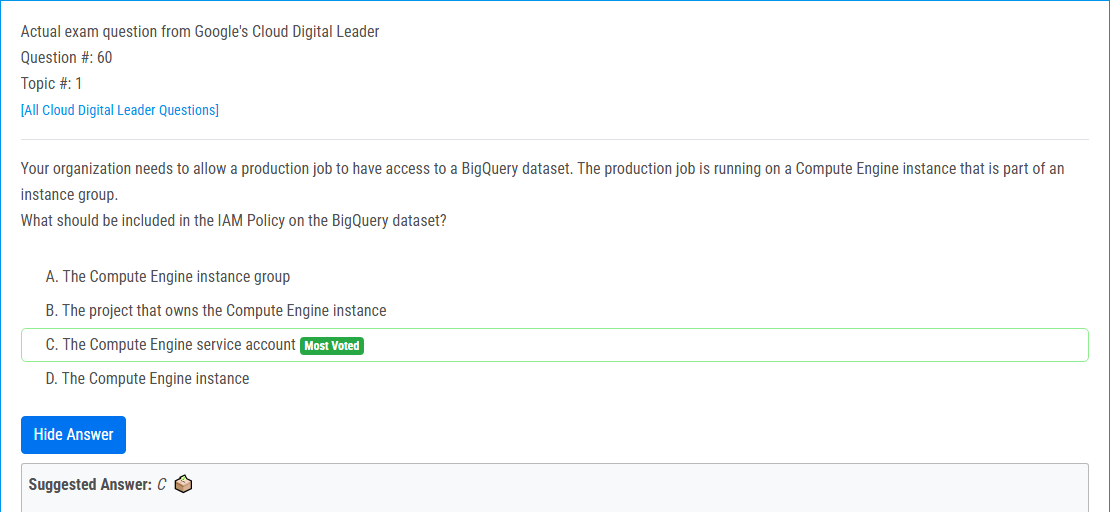 Actual exam question from Google's Cloud Digital Leader
Question #: 60
Topic #: 1
[All Cloud Digital Leader Questions]
Your organization needs to allow a production job to have access to a BigQuery dataset. The production job is running on a Compute Engine instance that is part of an
instance group.
What should be included in the IAM Policy on the BigQuery dataset?
A. The Compute Engine instance group
B. The project that owns the Compute Engine instance
C. The Compute Engine service account Most Voted
D. The Compute Engine instance
Hide Answer
Suggested Answer: C